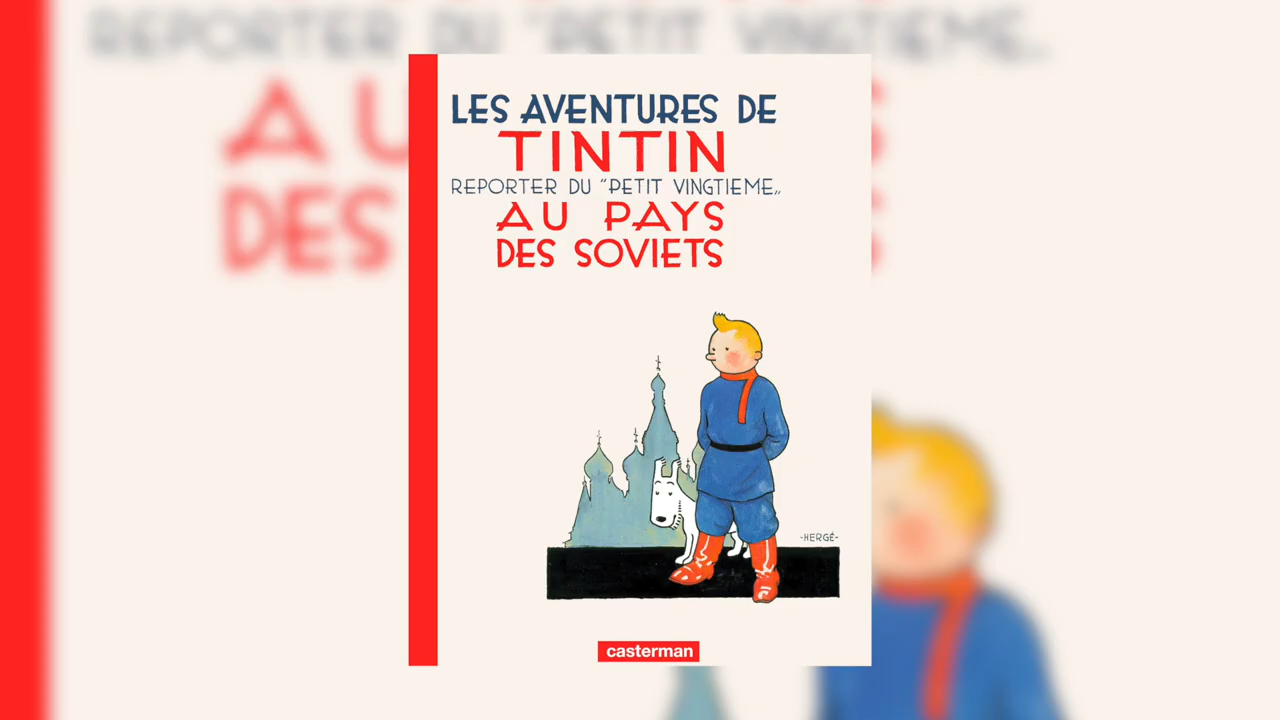 LES AVENTURES DE
TINTIN
REPORTER DU "PETIT VINGTIEME„
AU PAYS
DES SOVIETS
-HERGÉ-
casterman